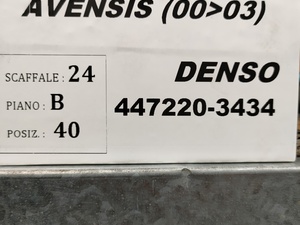 AVENSIS (00>03)
SCAFFALE : 24
PIANO : B
POSIZ. : 40
DENSO
447220-3434